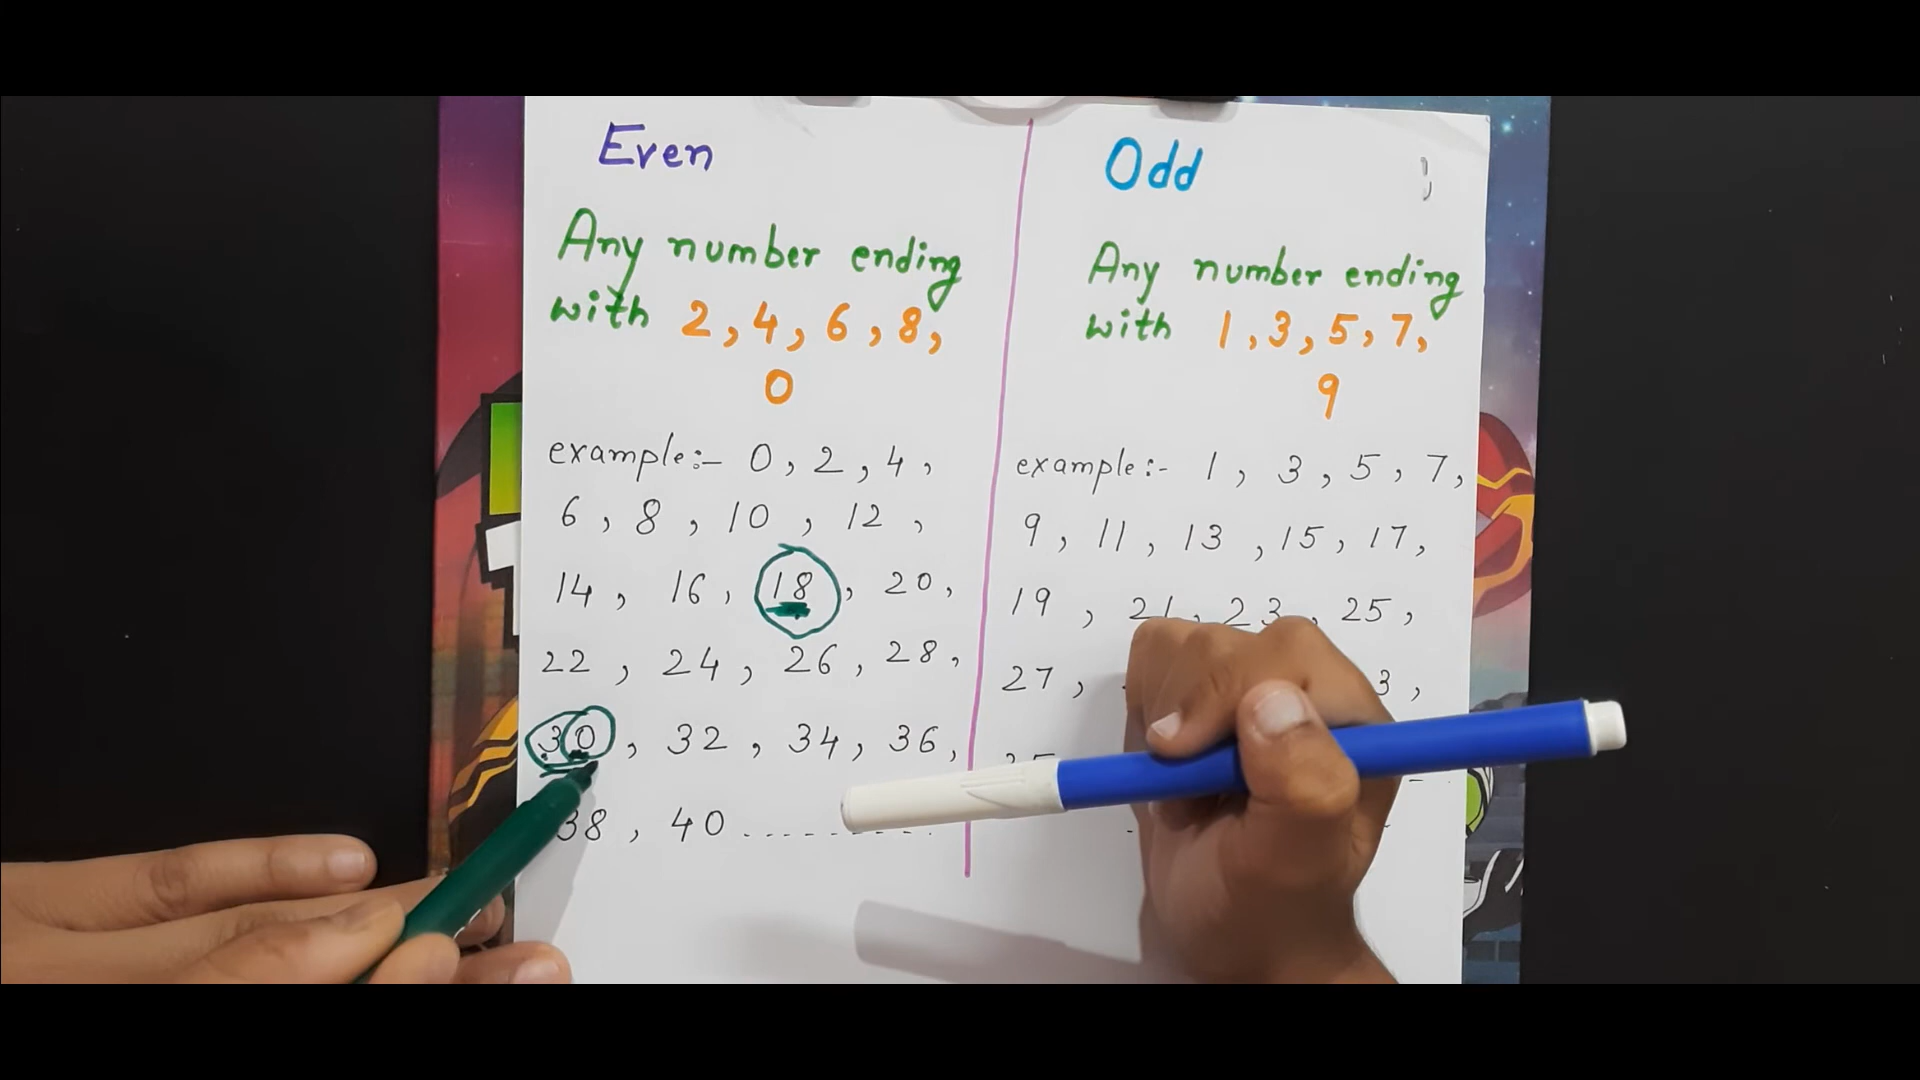 Even
Any number ending
with 2, 4, 6, 8,
0
example:- 0, 2, 4,
6, 8, 10, 12,
14, 16, 18, 20,
22, 24, 26, 28,
30, 32, 34, 36,
38, 40 ..........
Odd
Any number ending
with 1, 3, 5, 7,
9
example:- 1, 3, 5, 7,
9, 11, 13, 15, 17,
19, 21, 23, 25,
27,